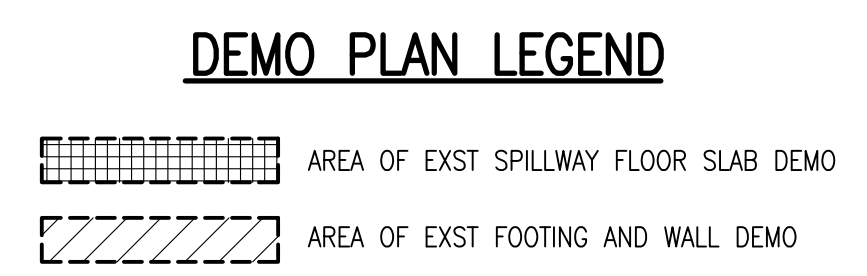 DEMO PLAN LEGEND
AREA OF EXST SPILLWAY FLOOR SLAB DEMO
AREA OF EXST FOOTING AND WALL DEMO